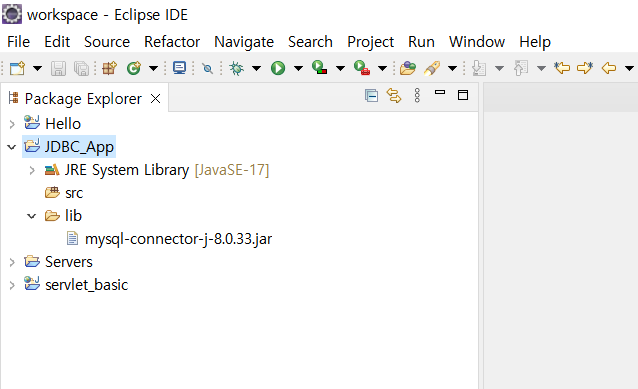 workspace - Eclipse IDE
File Edit Source Refactor Navigate Search Project Run Window Help
Package Explorer
Hello
JDBC_App
JRE System Library [JavaSE-17]
src
lib
mysql-connector-j-8.0.33.jar
Servers
servlet_basic